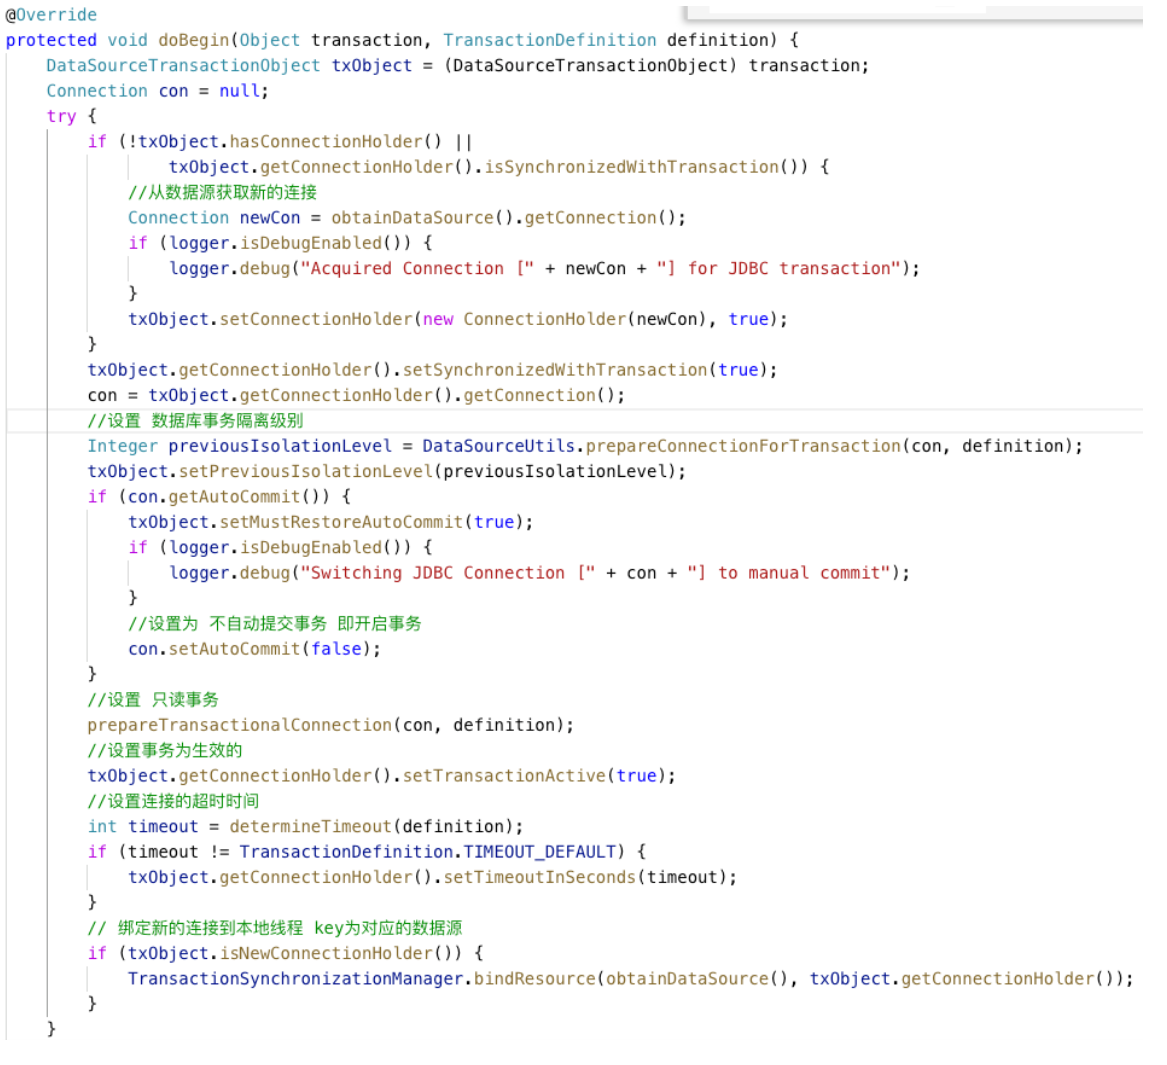 @Override
protected void doBegin(Object transaction, TransactionDefinition definition) {
    DataSourceTransactionObject txObject = (DataSourceTransactionObject) transaction;
    Connection con = null;
    try {
        if (!txObject.hasConnectionHolder() ||
                txObject.getConnectionHolder().isSynchronizedWithTransaction()) {
            //从数据源获取新的连接
            Connection newCon = obtainDataSource().getConnection();
            if (logger.isDebugEnabled()) {
                logger.debug("Acquired Connection [" + newCon + "] for JDBC transaction");
            }
            txObject.setConnectionHolder(new ConnectionHolder(newCon), true);
        }
        txObject.getConnectionHolder().setSynchronizedWithTransaction(true);
        con = txObject.getConnectionHolder().getConnection();
        //设置 数据库事务隔离级别
        Integer previousIsolationLevel = DataSourceUtils.prepareConnectionForTransaction(con, definition);
        txObject.setPreviousIsolationLevel(previousIsolationLevel);
        if (con.getAutoCommit()) {
            txObject.setMustRestoreAutoCommit(true);
            if (logger.isDebugEnabled()) {
                logger.debug("Switching JDBC Connection [" + con + "] to manual commit");
            }
            //设置为 不自动提交事务 即开启事务
            con.setAutoCommit(false);
        }
        //设置 只读事务
        prepareTransactionalConnection(con, definition);
        //设置事务为生效的
        txObject.getConnectionHolder().setTransactionActive(true);
        //设置连接的超时时间
        int timeout = determineTimeout(definition);
        if (timeout != TransactionDefinition.TIMEOUT_DEFAULT) {
            txObject.getConnectionHolder().setTimeoutInSeconds(timeout);
        }
        // 绑定新的连接到本地线程 key为对应的数据源
        if (txObject.isNewConnectionHolder()) {
            TransactionSynchronizationManager.bindResource(obtainDataSource(), txObject.getConnectionHolder());
        }
    }